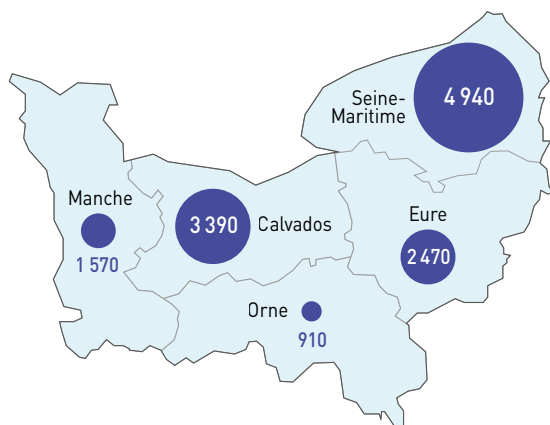 Seine-
Maritime
4 940
Manche
1 570
3 390
Calvados
Eure
2 470
Orne
910